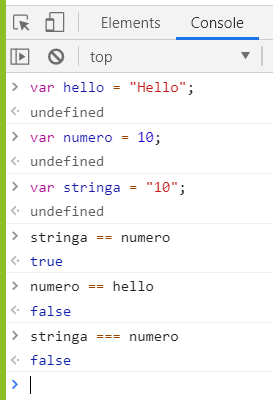 Elements Console
top
var hello = "Hello";
undefined
var numero = 10;
undefined
var stringa = "10";
undefined
stringa == numero
true
numero == hello
false
stringa === numero
false